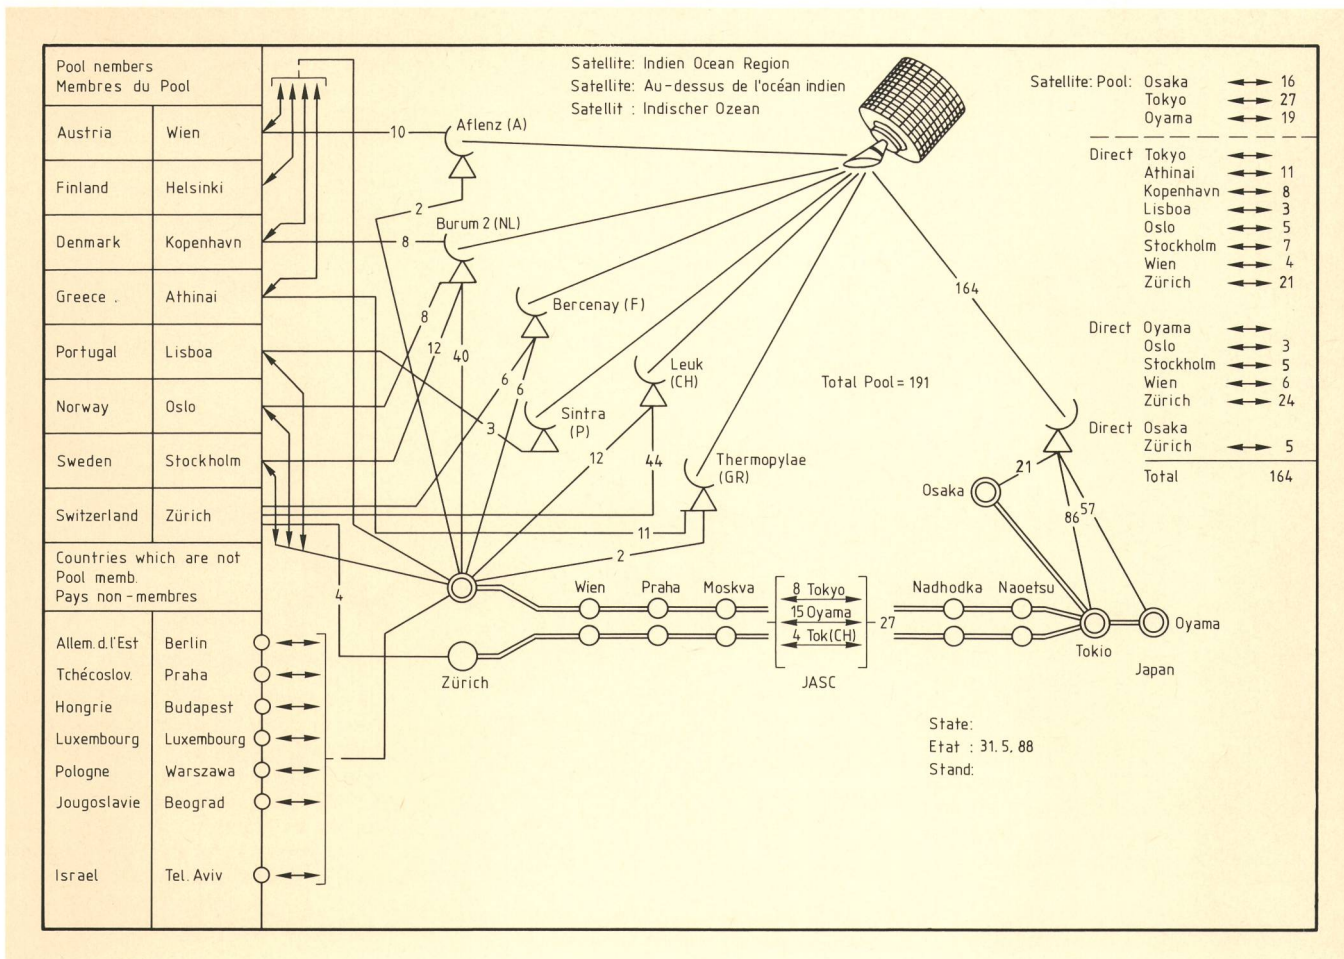 Pool nembers
Membres du Pool
Austria Wien
Finland Helsinki
Denmark Kopenhavn
Greece . Athinai
Portugal Lisboa
Norway Oslo
Sweden Stockholm
Switzerland Zürich
Countries which are not
Pool memb.
Pays non-membres
Allem.d.l'Est Berlin
Tchécoslov. Praha
Hongrie Budapest
Luxembourg Luxembourg
Pologne Warszawa
Jougoslavie Beograd
Israel Tel. Aviv
Satellite: Indien Ocean Region
Satellite: Au-dessus de l'océan indien
Satellit : Indischer Ozean
10
Aflenz (A)
2
Burum 2 (NL)
8
8
12
40
Bercenay (F)
6
6
Leuk
(CH)
Sintra
(P)
3
12
44
Thermopylae
(GR)
11
2
4
164
Total Pool = 191
Satellite: Pool: Osaka 16
Tokyo 27
Oyama 19
Direct Tokyo
Athinai 11
Kopenhavn 8
Lisboa 3
Oslo 5
Stockholm 7
Wien 4
Zürich 21
Direct Oyama
Oslo 3
Stockholm 5
Wien 6
Zürich 24
Direct Osaka
Zürich 5
Total 164
Osaka
21
86
57
Wien Praha Moskva
8 Tokyo
15 Oyama
4 Tok(CH)
27
JASC
Nadhodka Naoetsu
Zürich
Tokio
Oyama
Japan
State:
Etat : 31. 5, 88
Stand: